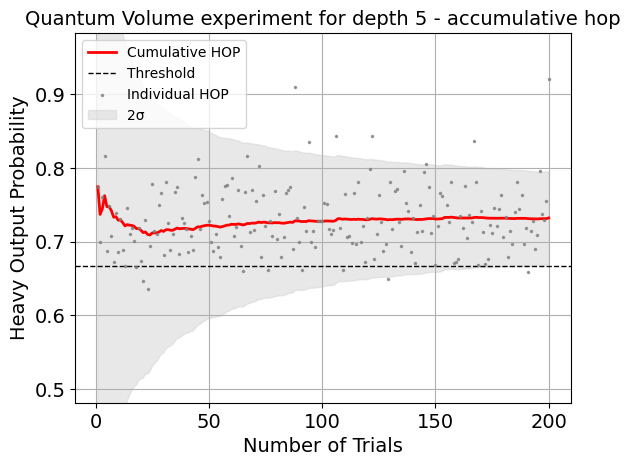 Quantum Volume experiment for depth 5 - accumulative hop
Cumulative HOP
Threshold
Individual HOP
2σ
Heavy Output Probability
0.9
0.8
0.7
0.6
0.5
0
50
100
150
200
Number of Trials